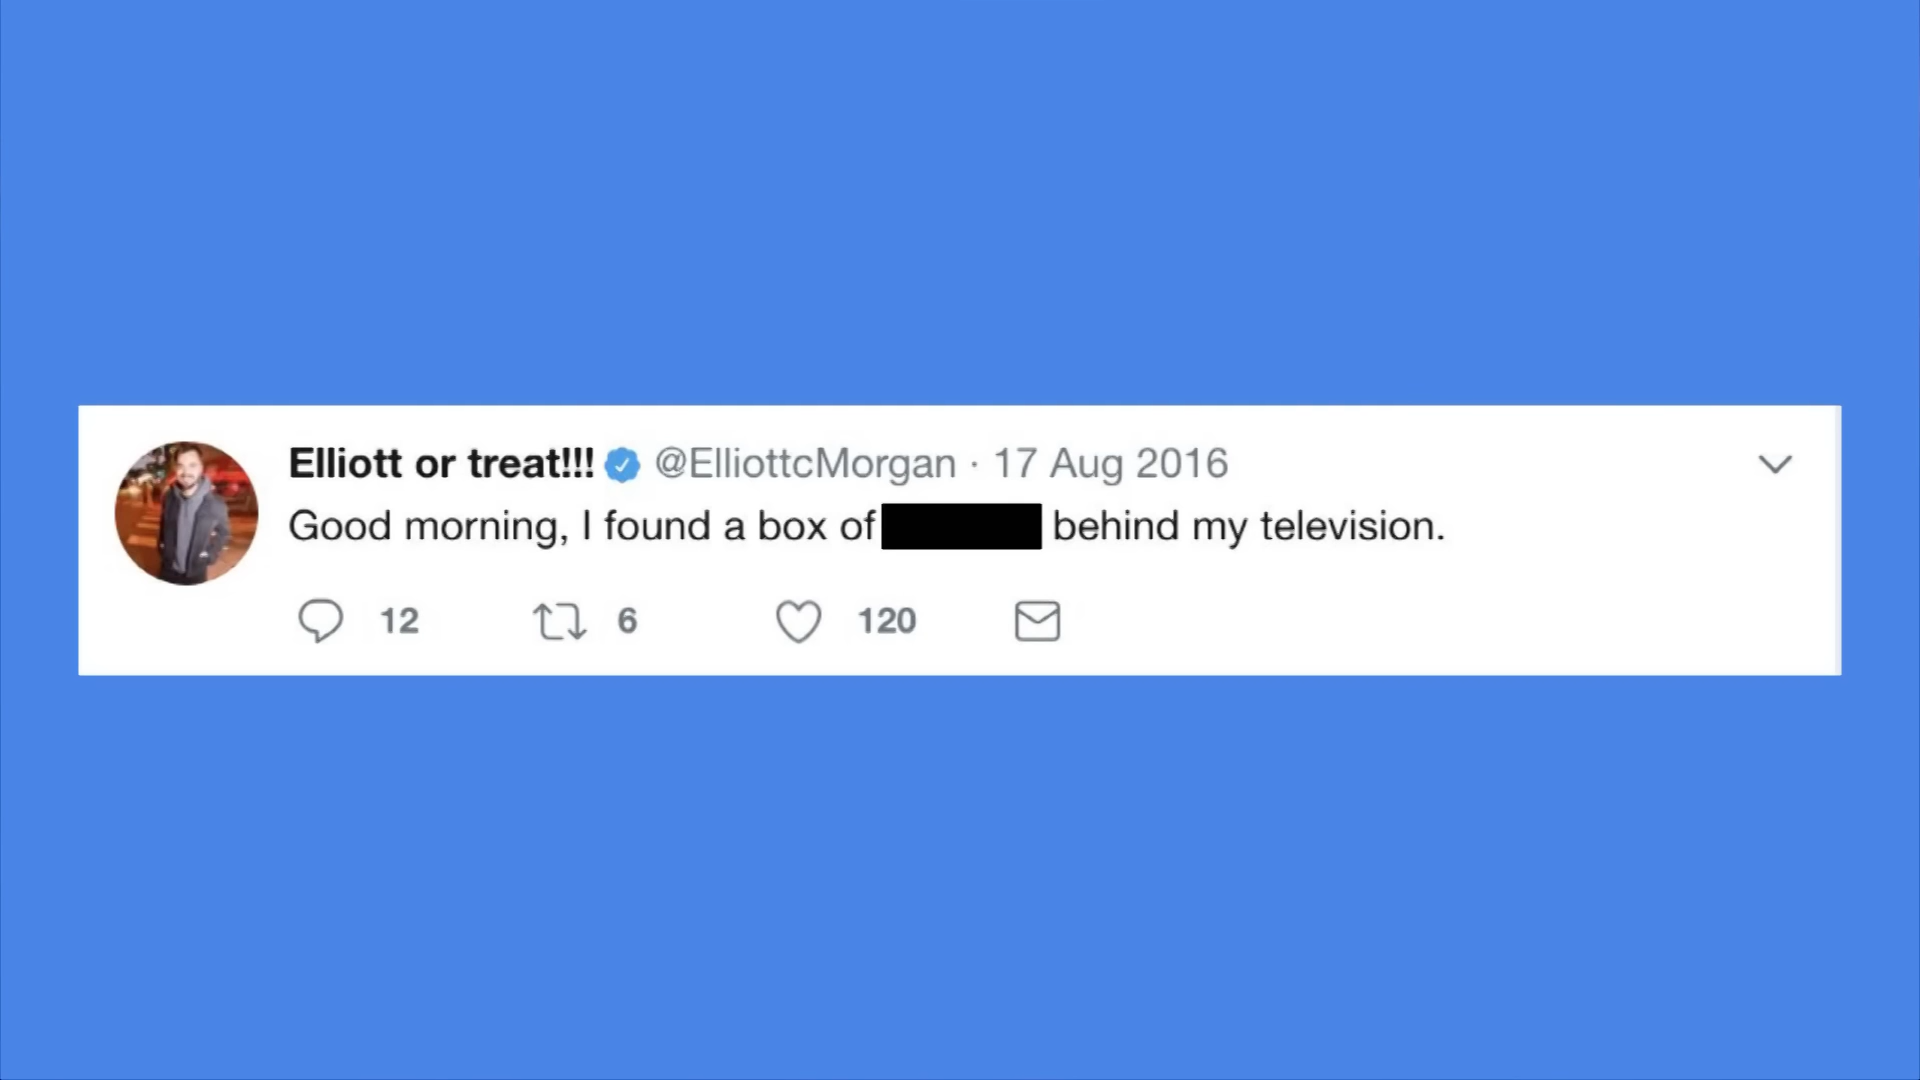 Elliott or treat!!! @ElliottcMorgan · 17 Aug 2016
Good morning, I found a box of behind my television.
12 6 120